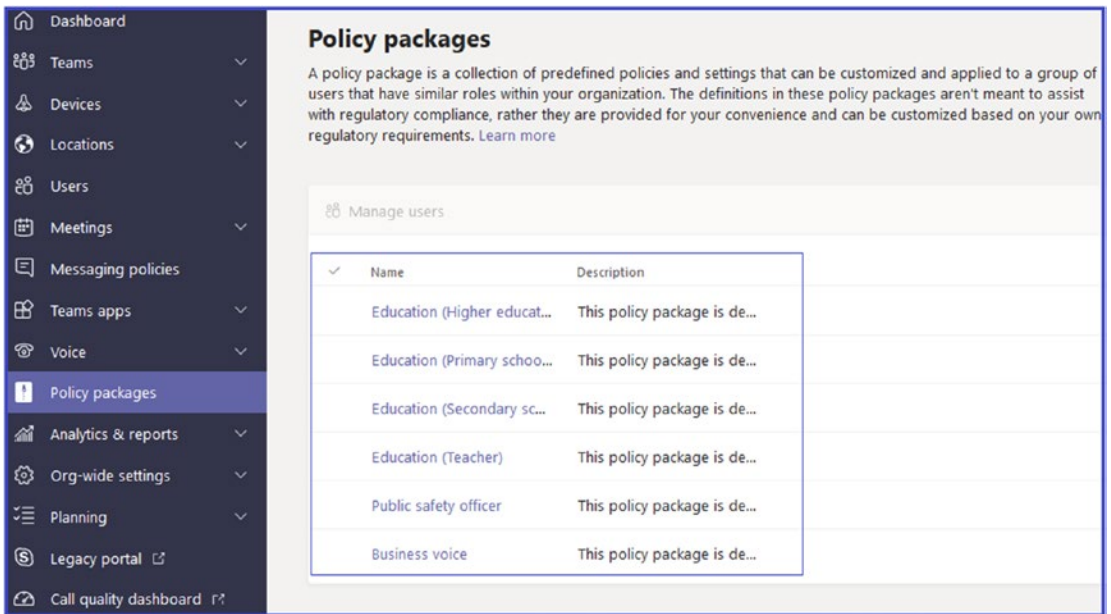 Dashboard
Teams
Devices
Locations
Users
Meetings
Messaging policies
Teams apps
Voice
Policy packages
Analytics & reports
Org-wide settings
Planning
Legacy portal
Call quality dashboard
Policy packages
A policy package is a collection of predefined policies and settings that can be customized and applied to a group of
users that have similar roles within your organization. The definitions in these policy packages aren't meant to assist
with regulatory compliance, rather they are provided for your convenience and can be customized based on your own
regulatory requirements. Learn more
Manage users
Name Description
Education (Higher educat... This policy package is de...
Education (Primary schoo... This policy package is de...
Education (Secondary sc... This policy package is de...
Education (Teacher) This policy package is de...
Public safety officer This policy package is de...
Business voice This policy package is de...